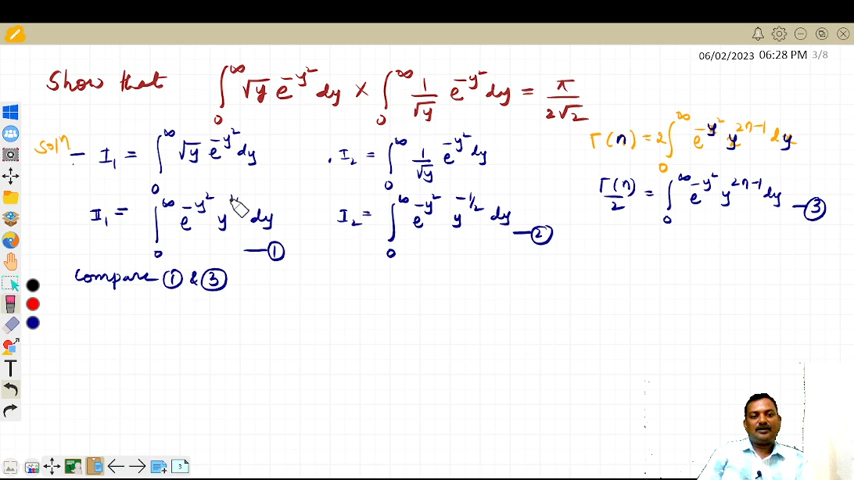 06/02/2023 06:28 PM 3/8
Show that ∫₀^∞ √y e^{-y²} dy × ∫₀^∞ 1/√y e^{-y²} dy = π/(2√2)
Soln - I₁ = ∫₀^∞ √y e^{-y²} dy . I₂ = ∫₀^∞ 1/√y e^{-y²} dy
Γ(n) = 2∫₀^∞ e^{-y²} y^{2n-1} dy
I₁ = ∫₀^∞ e^{-y²} y dy —①
I₂ = ∫₀^∞ e^{-y²} y^{-1/2} dy —②
Γ(n)/2 = ∫₀^∞ e^{-y²} y^{2n-1} dy —③
compare ① & ③
T
3